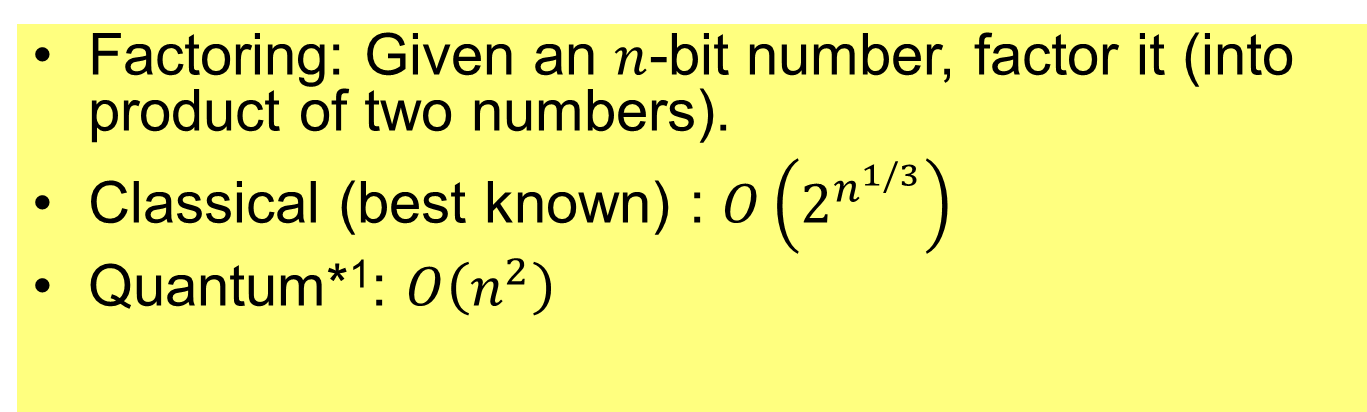 • Factoring: Given an 𝑛-bit number, factor it (into
product of two numbers).
• Classical (best known) : 𝑂(2^{𝑛^{1/3}})
• Quantum*¹: 𝑂(𝑛²)